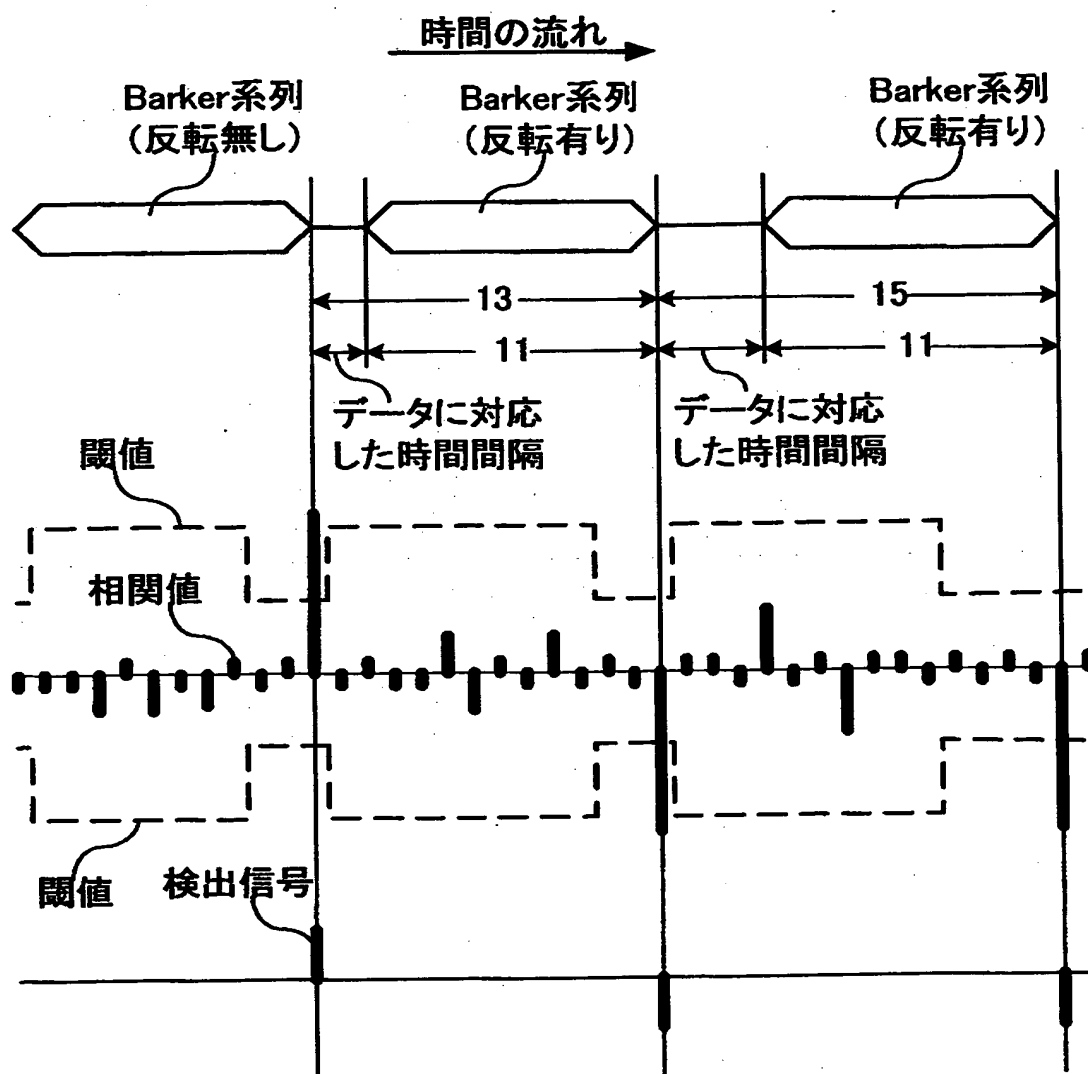 時間の流れ
Barker系列
(反転無し)
Barker系列
(反転有り)
Barker系列
(反転有り)
13
15
11
11
データに対応
した時間間隔
データに対応
した時間間隔
閾値
相関値
閾値
検出信号